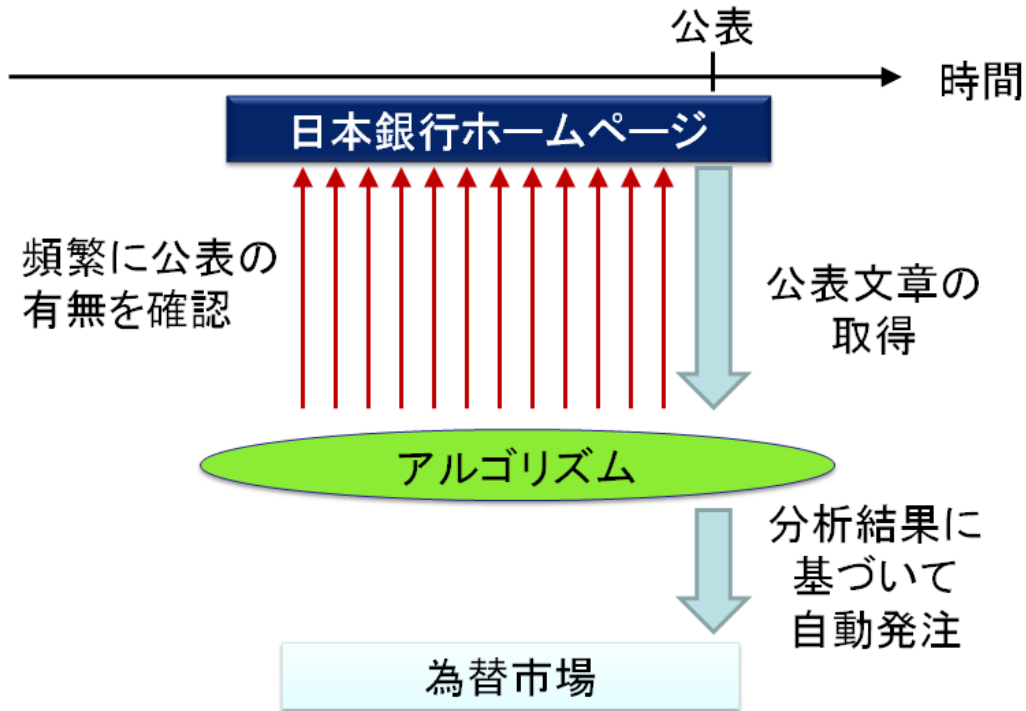 公表
時間
日本銀行ホームページ
頻繁に公表の
有無を確認
公表文章の
取得
アルゴリズム
分析結果に
基づいて
自動発注
為替市場